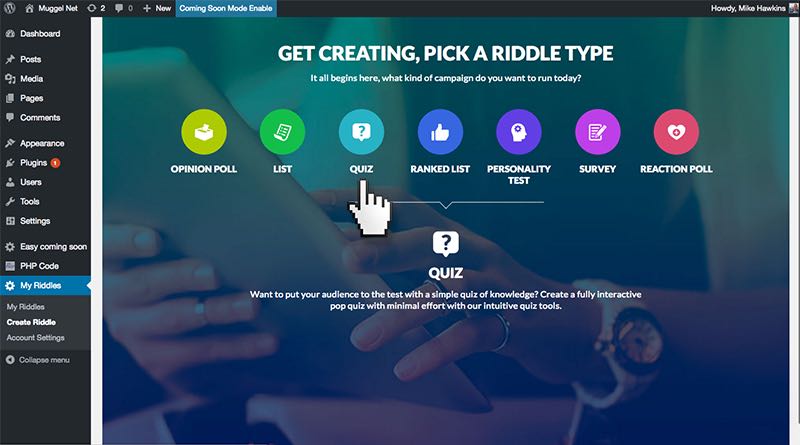 Muggel Net
2
0
New
Coming Soon Mode Enable
Howdy, Mike Hawkins
Dashboard
Posts
Media
Pages
Comments
Appearance
Plugins 1
Users
Tools
Settings
Easy coming soon
PHP Code
My Riddles
My Riddles
Create Riddle
Account Settings
Collapse menu
GET CREATING, PICK A RIDDLE TYPE
It all begins here, what kind of campaign do you want to run today?
OPINION POLL
LIST
?
QUIZ
RANKED LIST
PERSONALITY
TEST
SURVEY
REACTION POLL
?
QUIZ
Want to put your audience to the test with a simple quiz of knowledge? Create a fully interactive
pop quiz with minimal effort with our intuitive quiz tools.